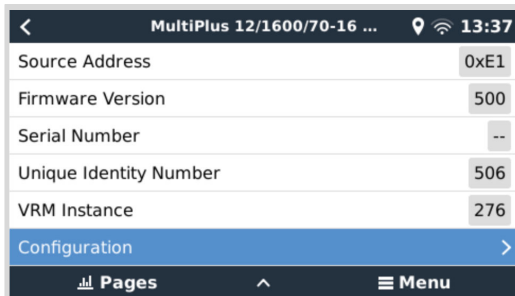 MultiPlus 12/1600/70-16 ... 13:37
Source Address 0xE1
Firmware Version 500
Serial Number --
Unique Identity Number 506
VRM Instance 276
Configuration
Pages Menu